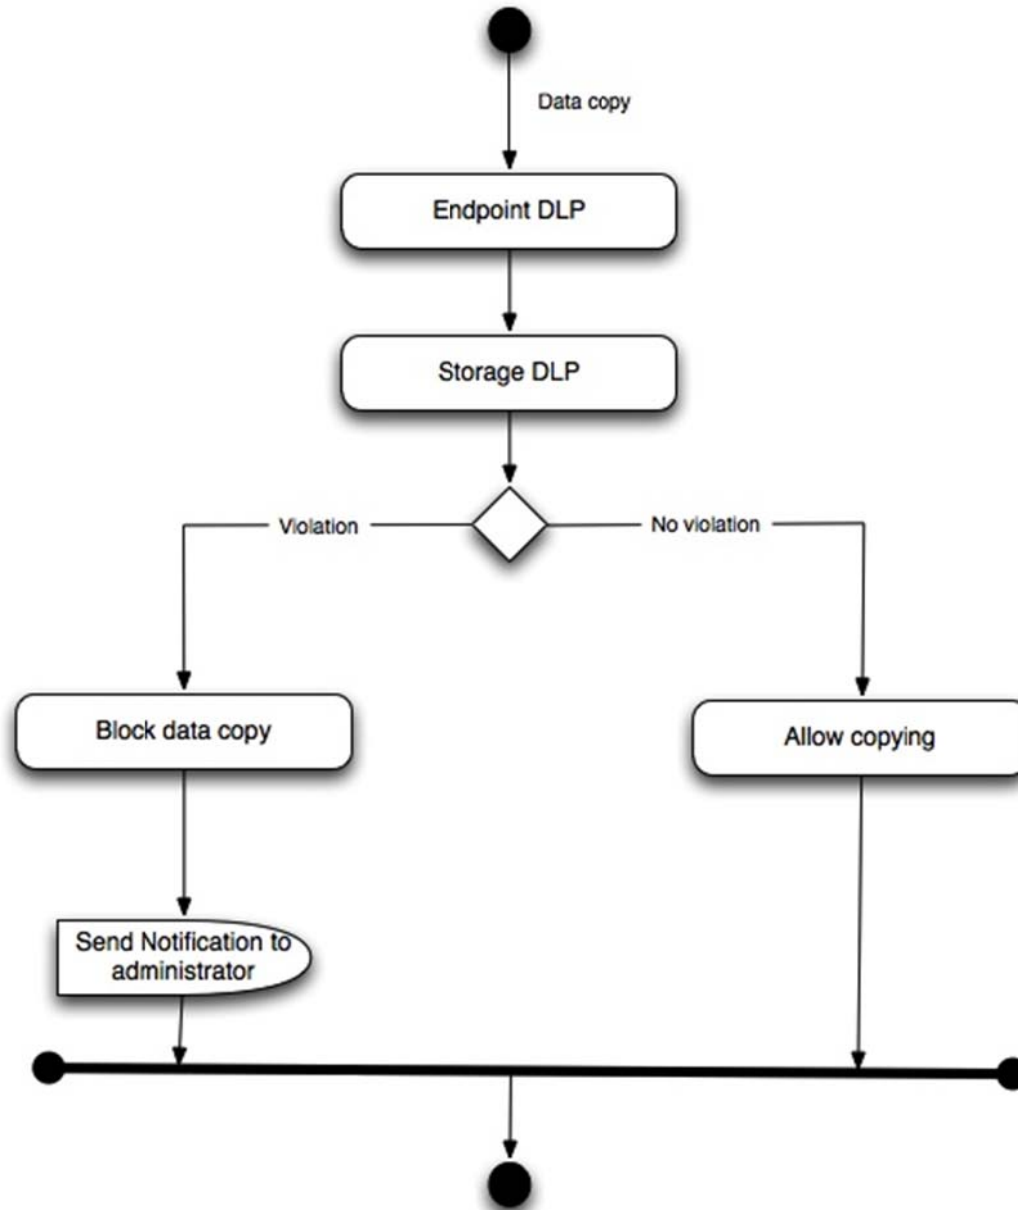 Data copy
Endpoint DLP
Storage DLP
Violation
No violation
Block data copy
Allow copying
Send Notification to
administrator